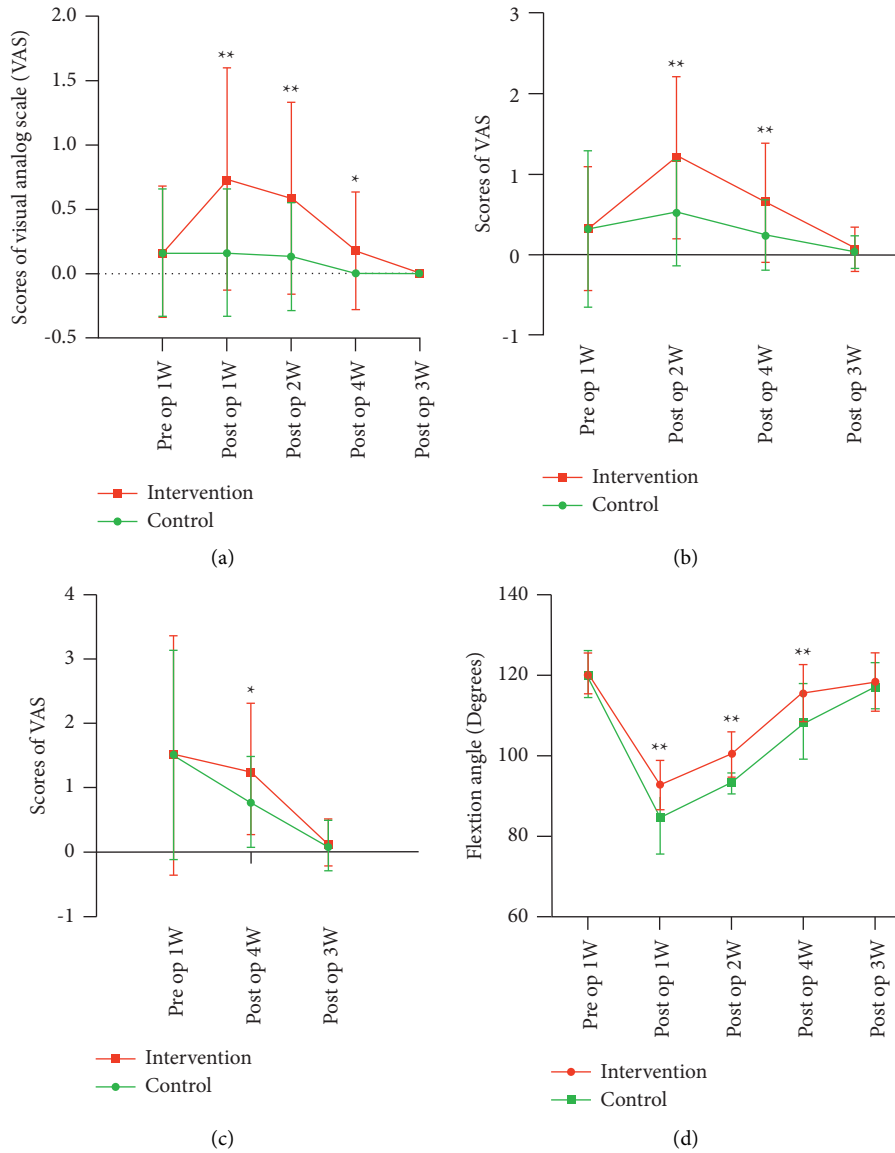 Scores of visual analog scale (VAS)
2.0
1.5
1.0
0.5
0.0
-0.5
**
**
*
Pre op 1W
Post op 1W
Post op 2W
Post op 4W
Post op 3W
Intervention
Control
(a)
Scores of VAS
3
2
1
0
-1
**
**
Pre op 1W
Post op 2W
Post op 4W
Post op 3W
Intervention
Control
(b)
Scores of VAS
4
3
2
1
0
-1
*
Pre op 1W
Post op 4W
Post op 3W
Intervention
Control
(c)
Flextion angle (Degrees)
140
120
100
80
60
**
**
**
Pre op 1W
Post op 1W
Post op 2W
Post op 4W
Post op 3W
Intervention
Control
(d)